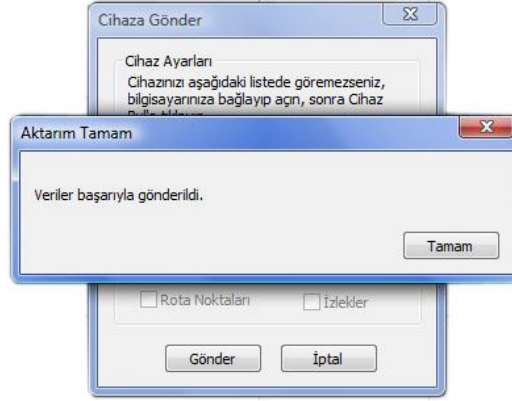 Cihaza Gönder
Cihaz Ayarları
Cihazınızı aşağıdaki listede göremezseniz,
bilgisayarınıza bağlayıp açın, sonra Cihaz
Aktarım Tamam
Veriler başarıyla gönderildi.
Tamam
Rota Noktaları İzlekler
Gönder İptal